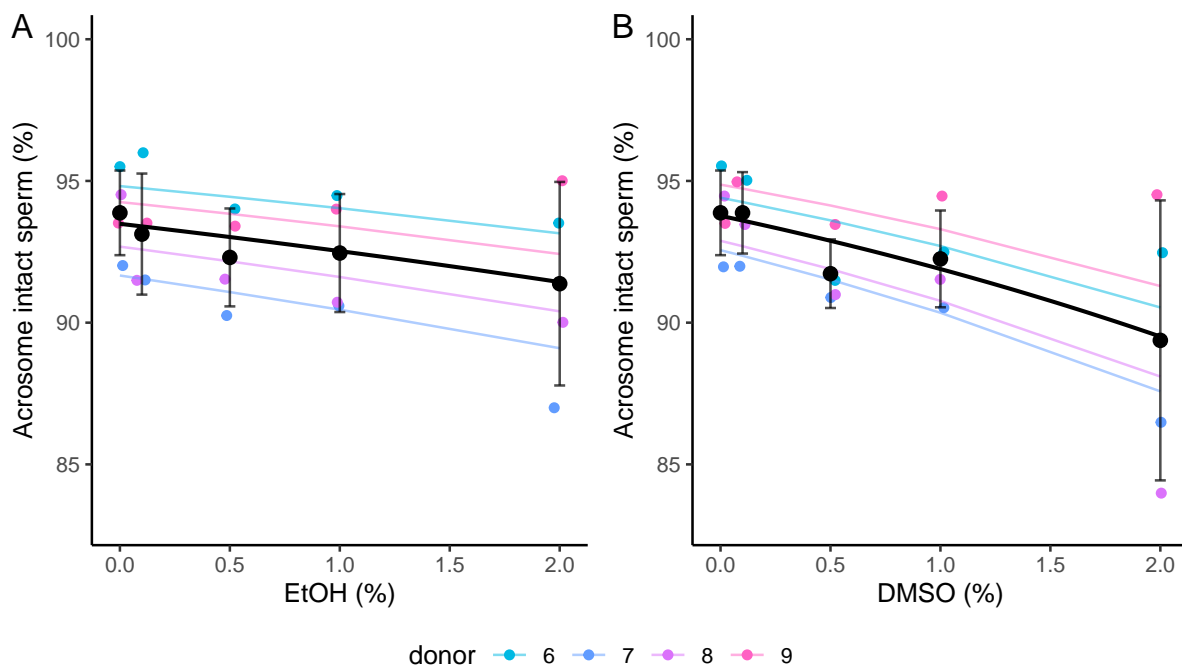 A
B
Acrosome intact sperm (%)
100
95
90
85
0.0 0.5 1.0 1.5 2.0
EtOH (%)
Acrosome intact sperm (%)
100
95
90
85
0.0 0.5 1.0 1.5 2.0
DMSO (%)
donor 6 7 8 9